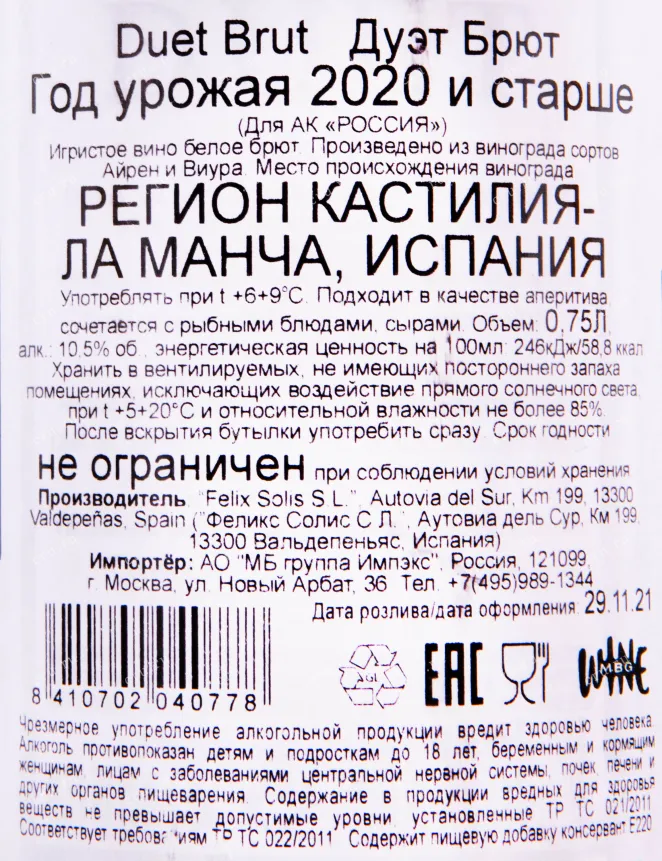 Duet Brut Дуэт Брют
Год урожая 2020 и старше
(Для АК «РОССИЯ»)
Игристое вино белое брют. Произведено из винограда сортов
Айрен и Виура. Место происхождения винограда
РЕГИОН КАСТИЛИЯ-
ЛА МАНЧА, ИСПАНИЯ
Употреблять при t +6+9°С. Подходит в качестве аперитива,
сочетается с рыбными блюдами, сырами. Объем: 0,75Л,
алк.: 10,5% об., энергетическая ценность на 100мл: 246кДж/58,8 ккал
Хранить в вентилируемых, не имеющих постороннего запаха
помещениях, исключающих воздействие прямого солнечного света,
при t +5+20°С и относительной влажности не более 85%.
После вскрытия бутылки употребить сразу. Срок годности
не ограничен при соблюдении условий хранения
Производитель: "Felix Solis S.L.", Autovia del Sur, Km 199, 13300
Valdepeñas, Spain ("Феликс Солис С.Л.", Аутовиа дель Сур, Км 199,
13300 Вальдепеньяс, Испания)
Импортёр: АО "МБ группа Импэкс", Россия, 121099,
г. Москва, ул. Новый Арбат, 36 Тел. +7(495)989-1344
Дата розлива/дата оформления: 29.11.21
8 410702 040778
AGL
EAC
WINE
MBG
Чрезмерное употребление алкогольной продукции вредит здоровью человека
Алкоголь противопоказан детям и подросткам до 18 лет, беременным и кормящим
женщинам, лицам с заболеваниями центральной нервной системы, почек, печени и
других органов пищеварения. Содержание в продукции вредных для здоровья
веществ не превышает допустимые уровни, установленные ТР ТС 021/2011
Соответствует ТР ТС 022/2011 Содержит пищевую добавку консервант Е220